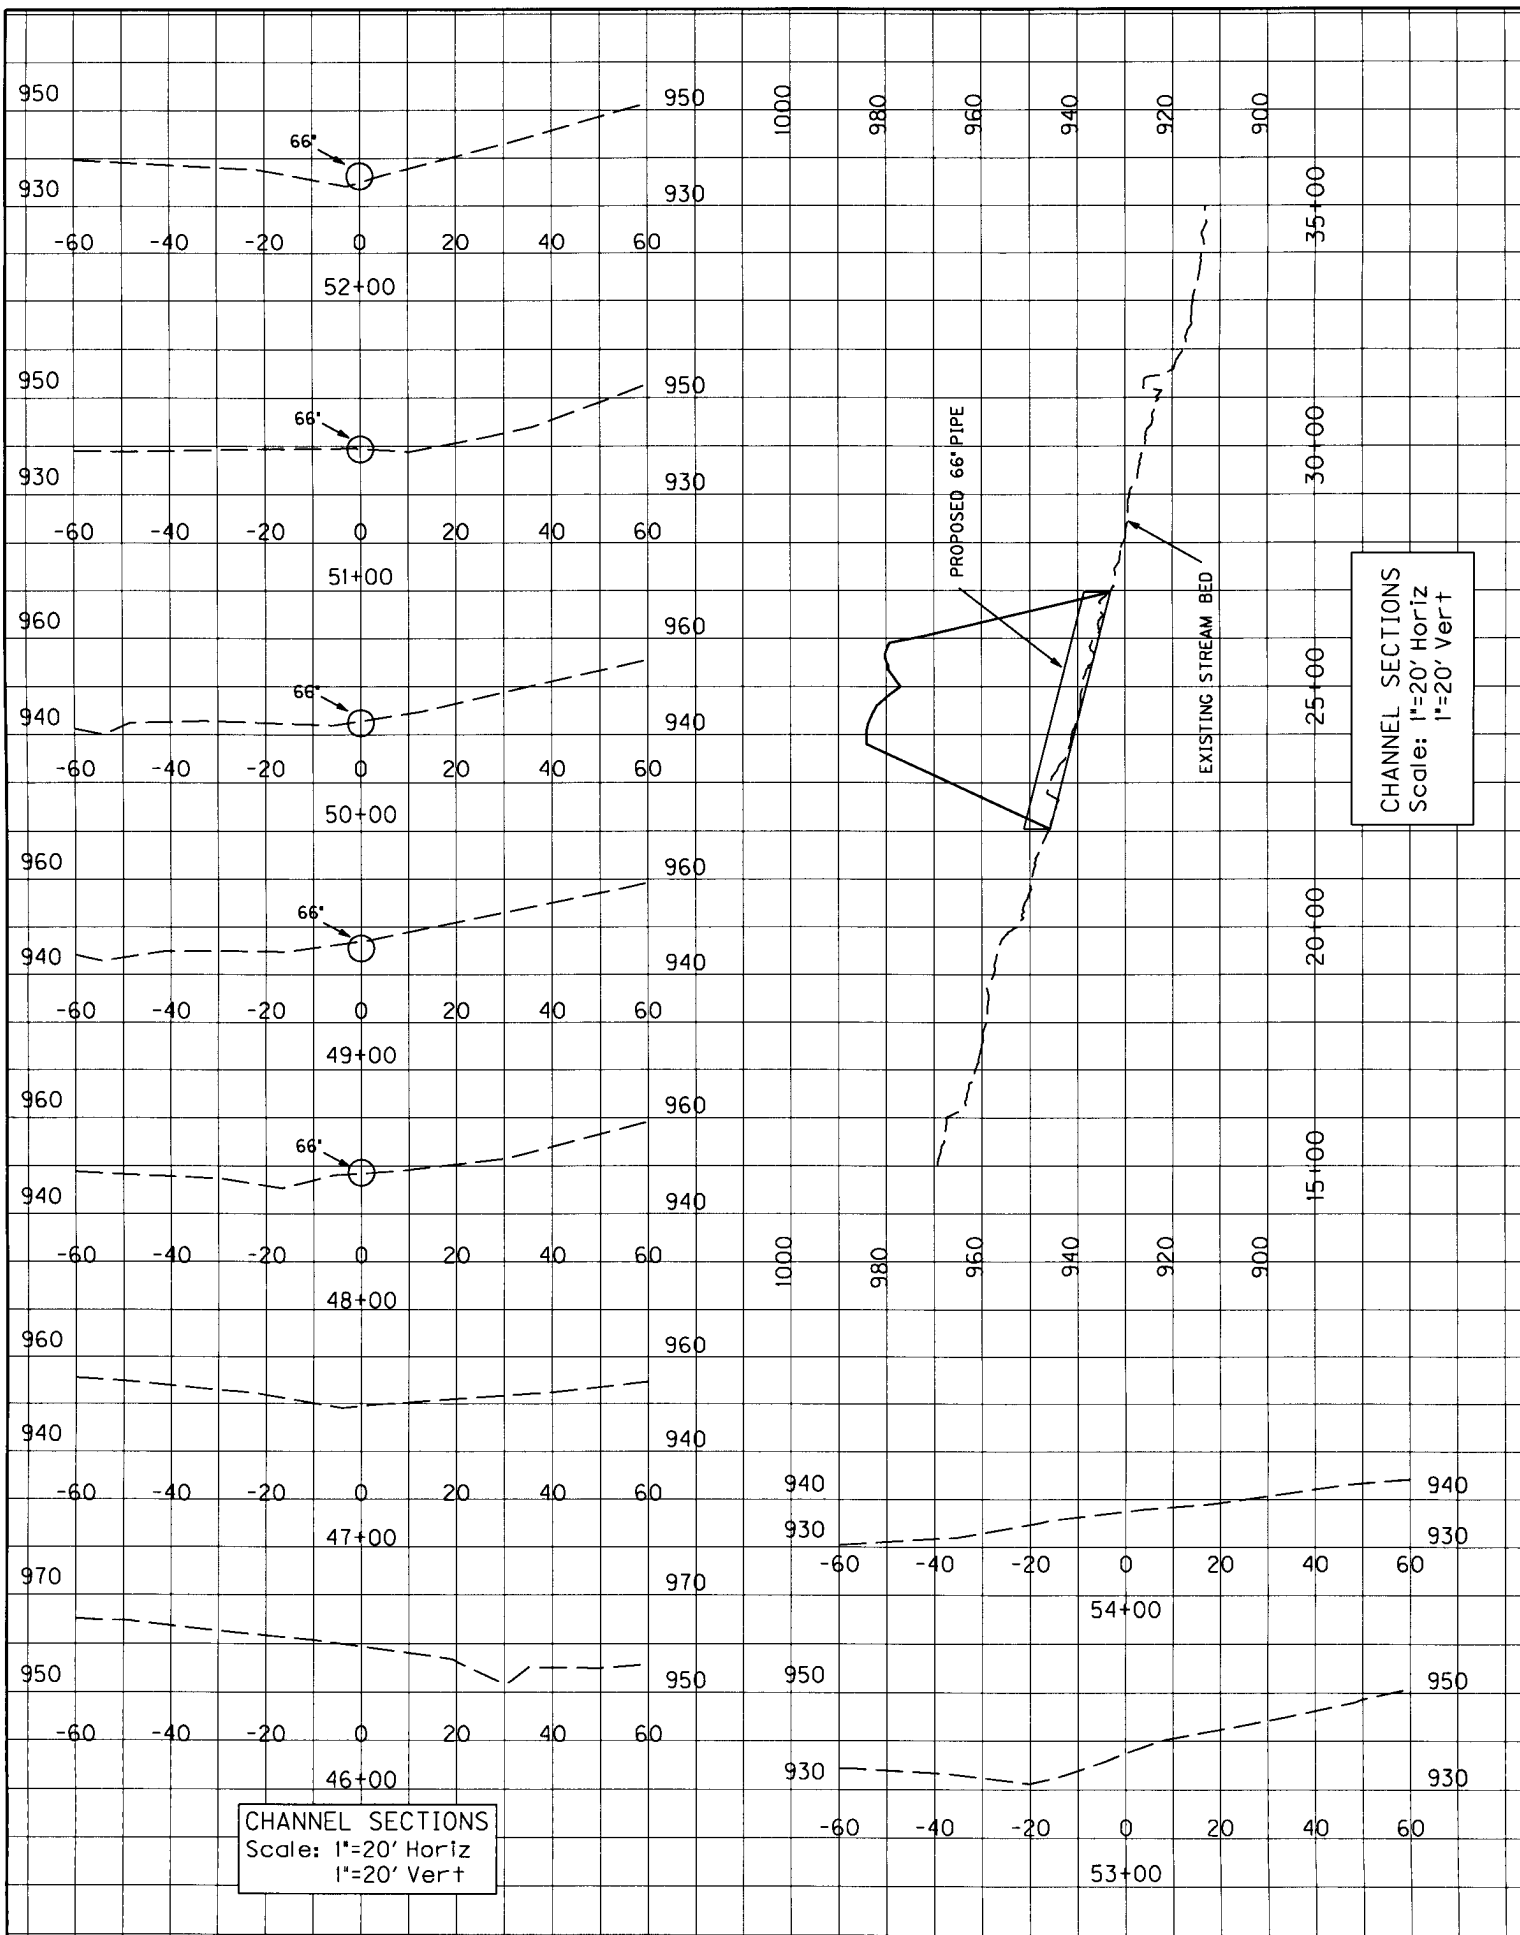 950 950
66"
930 930
-60 -40 -20 0 20 40 60
52+00
950 950
66"
930 930
-60 -40 -20 0 20 40 60
51+00
960 960
66"
940 940
-60 -40 -20 0 20 40 60
50+00
960 960
66"
940 940
-60 -40 -20 0 20 40 60
49+00
960 960
66"
940 940
-60 -40 -20 0 20 40 60
48+00
960 960
940 940
-60 -40 -20 0 20 40 60
47+00
970 970
950 950
-60 -40 -20 0 20 40 60
46+00
CHANNEL SECTIONS
Scale: 1"=20' Horiz
1"=20' Vert
1000 980 960 940 920 900
35+00
30+00
25+00
20+00
15+00
PROPOSED 66" PIPE
EXISTING STREAM BED
CHANNEL SECTIONS
Scale: 1"=20' Horiz
1"=20' Vert
1000 980 960 940 920 900
940 940
930 930
-60 -40 -20 0 20 40 60
54+00
950 950
930 930
-60 -40 -20 0 20 40 60
53+00